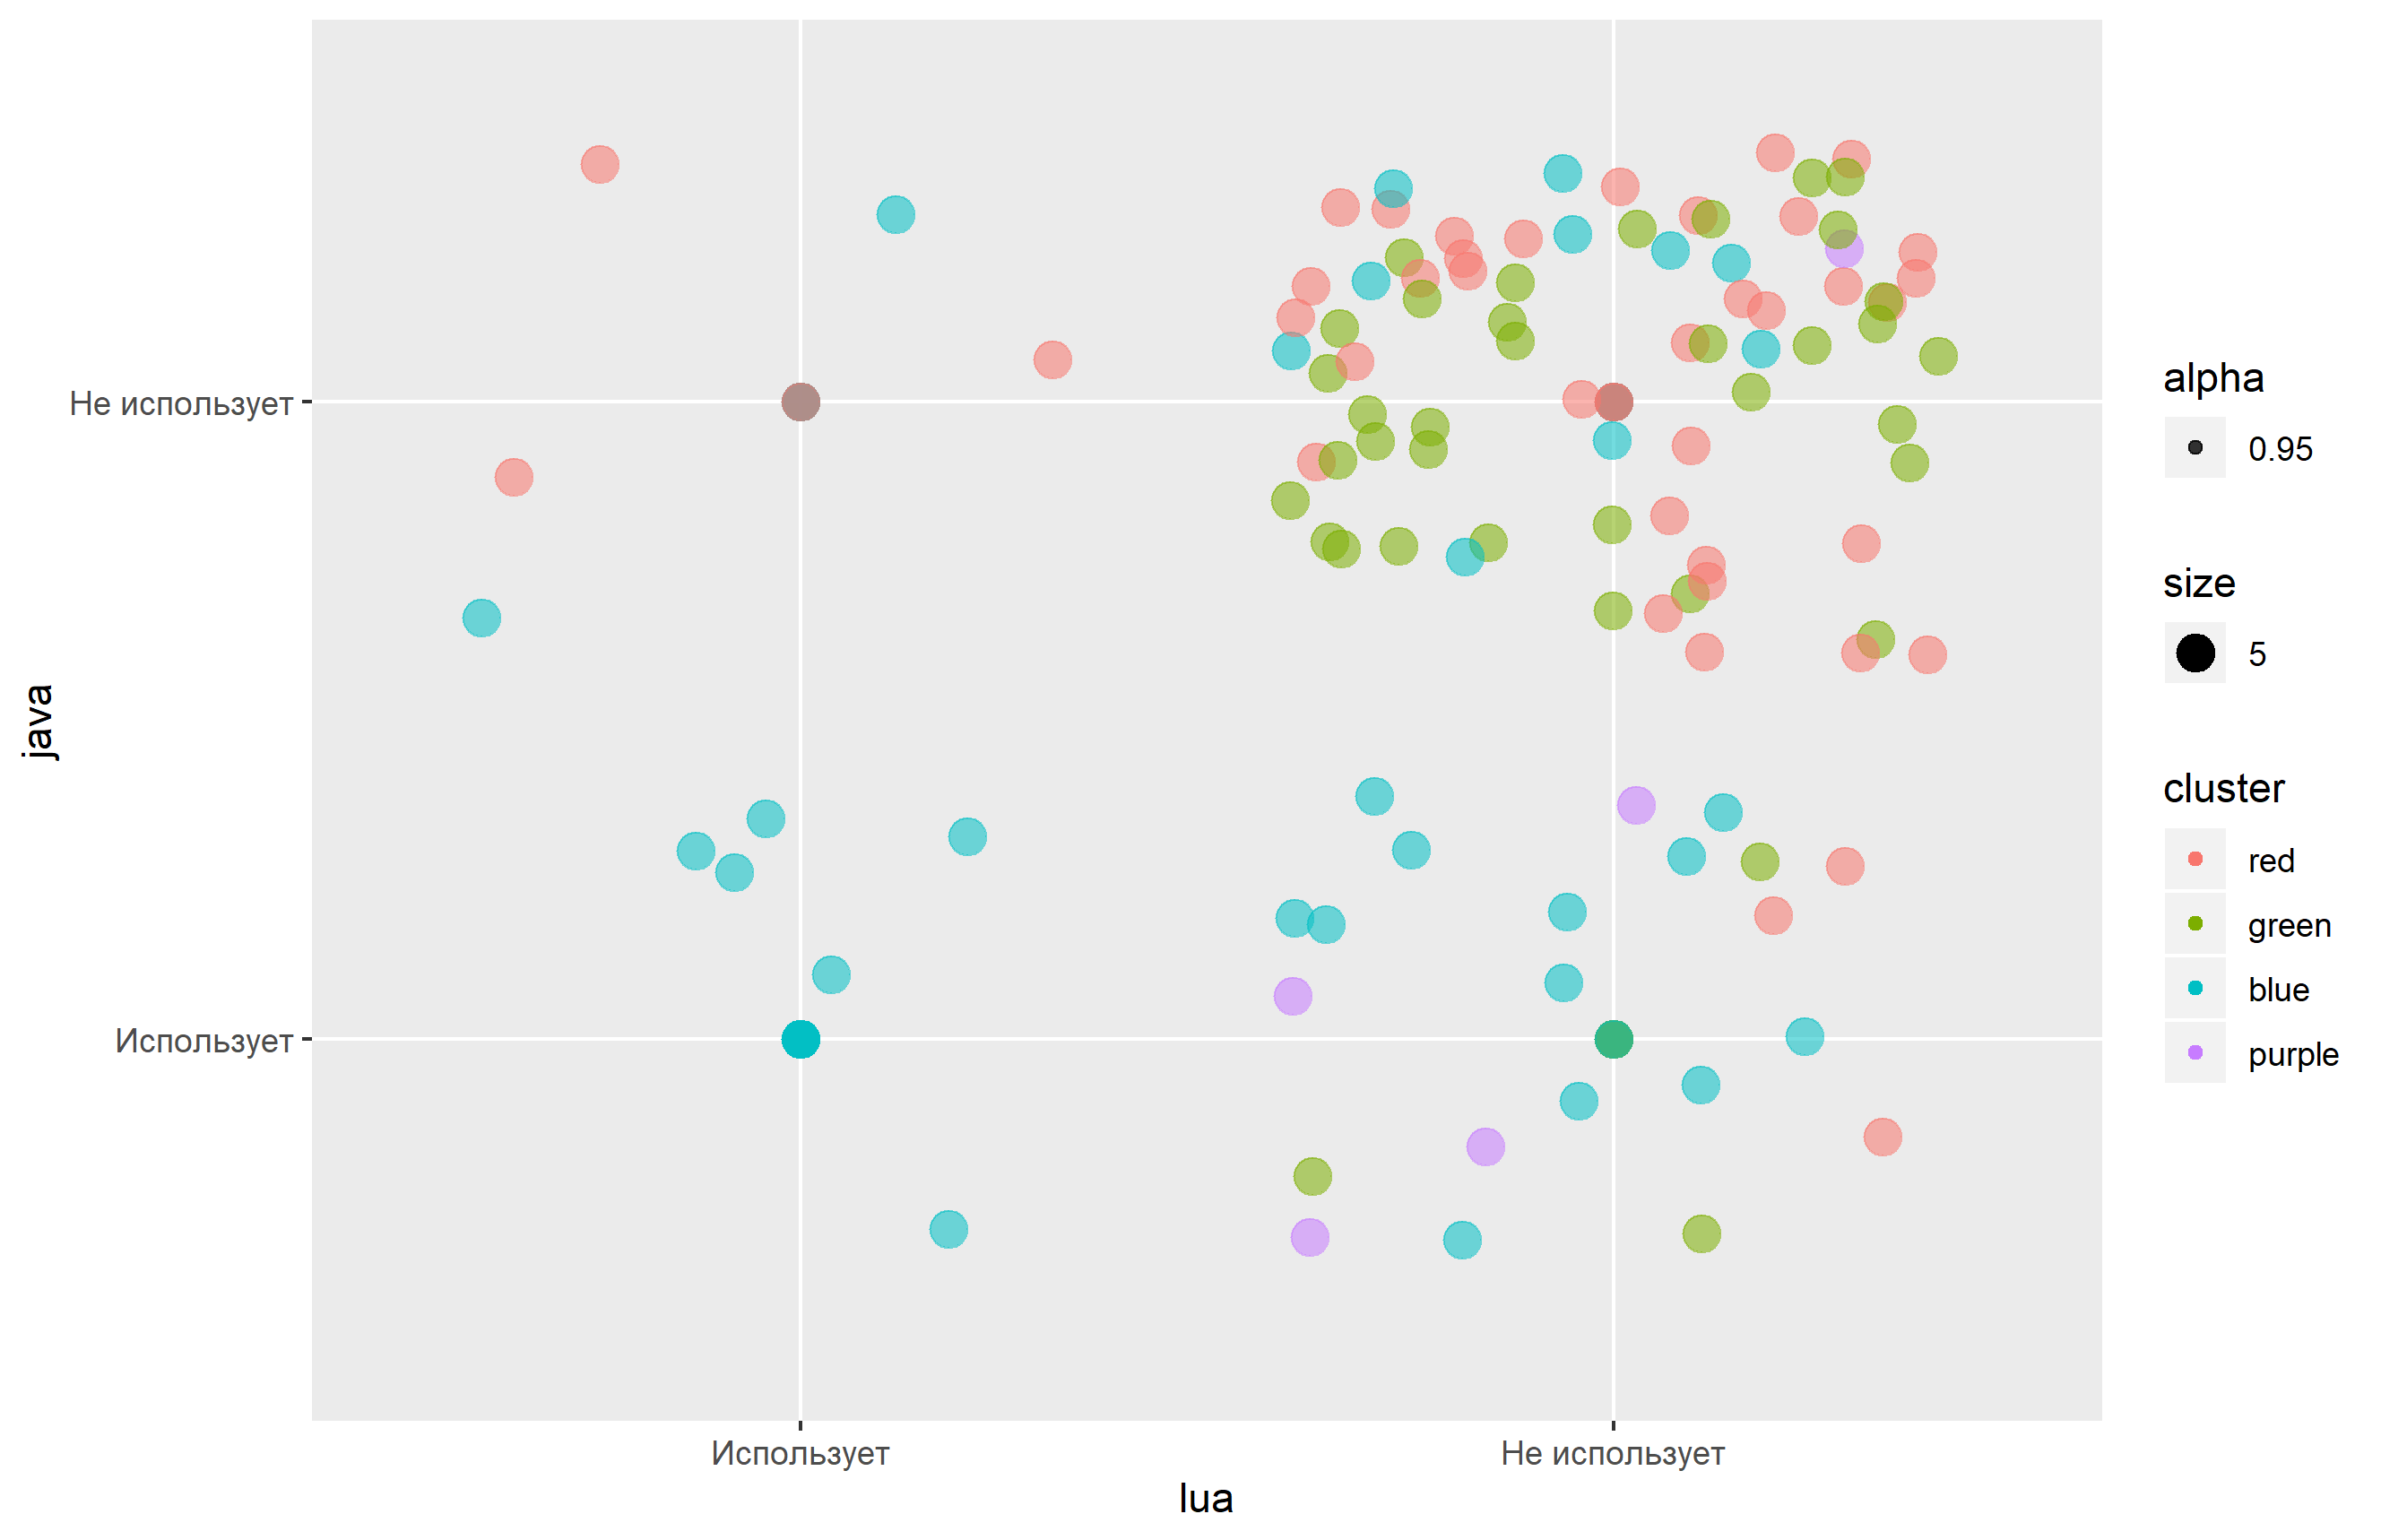 java
Не использует
Использует
Использует
Не использует
lua
alpha
0.95
size
5
cluster
red
green
blue
purple